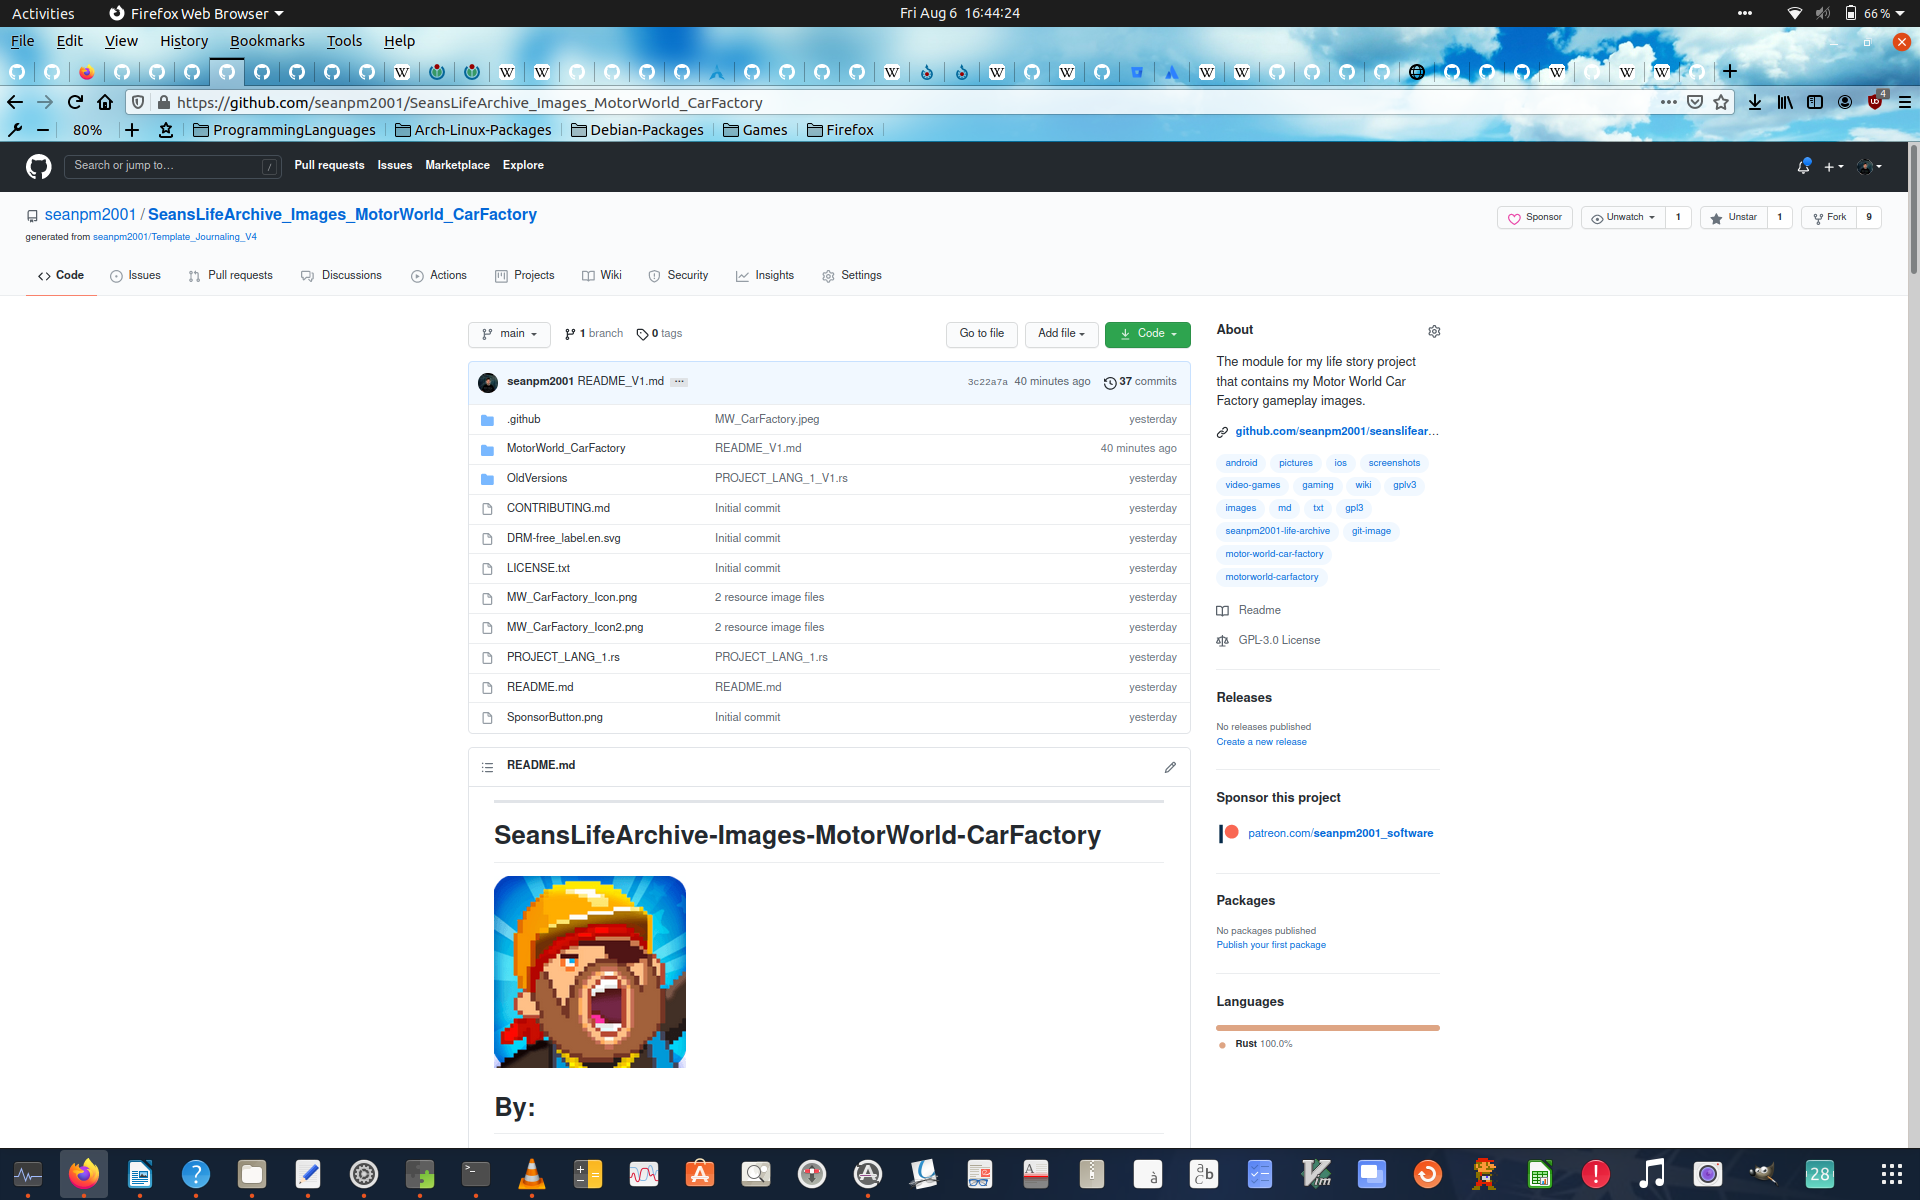 Activities Firefox Web Browser Fri Aug 6 16:44:24 66 %
File Edit View History Bookmarks Tools Help
https://github.com/seanpm2001/SeansLifeArchive_Images_MotorWorld_CarFactory 4
80% ProgrammingLanguages Arch-Linux-Packages Debian-Packages Games Firefox
Search or jump to… / Pull requests Issues Marketplace Explore
seanpm2001 / SeansLifeArchive_Images_MotorWorld_CarFactory Sponsor Unwatch 1 Unstar 1 Fork 9
generated from seanpm2001/Template_Journaling_V4
Code Issues Pull requests Discussions Actions Projects Wiki Security Insights Settings
main 1 branch 0 tags Go to file Add file Code
seanpm2001 README_V1.md ... 3c22a7a 40 minutes ago 37 commits
.github MW_CarFactory.jpeg yesterday
MotorWorld_CarFactory README_V1.md 40 minutes ago
OldVersions PROJECT_LANG_1_V1.rs yesterday
CONTRIBUTING.md Initial commit yesterday
DRM-free_label.en.svg Initial commit yesterday
LICENSE.txt Initial commit yesterday
MW_CarFactory_Icon.png 2 resource image files yesterday
MW_CarFactory_Icon2.png 2 resource image files yesterday
PROJECT_LANG_1.rs PROJECT_LANG_1.rs yesterday
README.md README.md yesterday
SponsorButton.png Initial commit yesterday
README.md
SeansLifeArchive-Images-MotorWorld-CarFactory
By:
About
The module for my life story project
that contains my Motor World Car
Factory gameplay images.
github.com/seanpm2001/seanslifear...
android pictures ios screenshots
video-games gaming wiki gplv3
images md txt gpl3
seanpm2001-life-archive git-image
motor-world-car-factory
motorworld-carfactory
Readme
GPL-3.0 License
Releases
No releases published
Create a new release
Sponsor this project
patreon.com/seanpm2001_software
Packages
No packages published
Publish your first package
Languages
Rust 100.0%
28